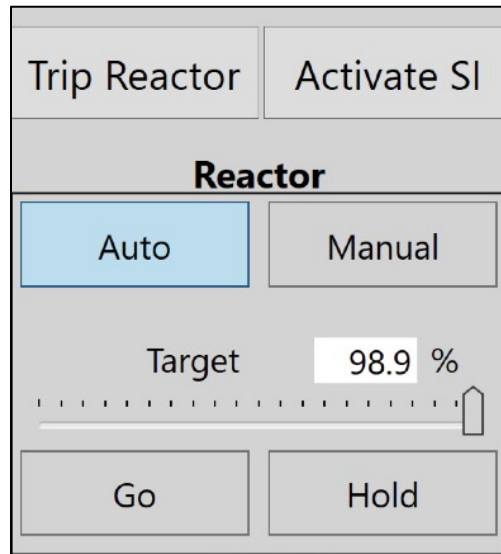 Trip Reactor Activate SI
Reactor
Auto Manual
Target 98.9 %
Go Hold